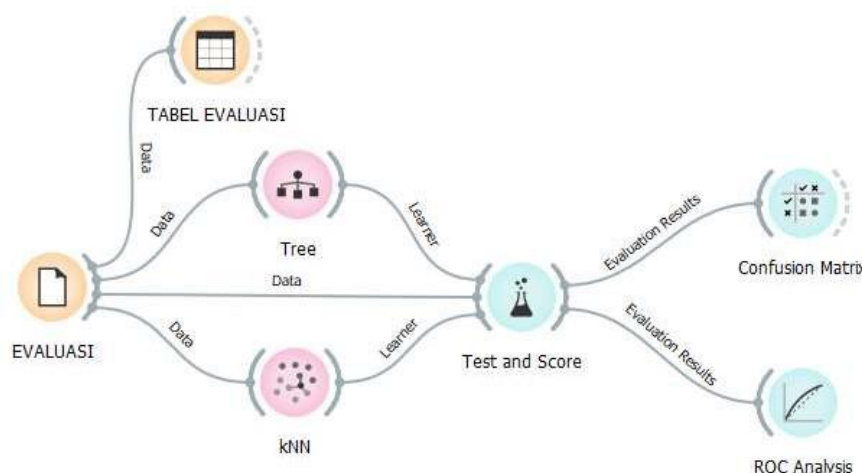 TABEL EVALUASI
Data
Data
Tree
Learner
Data
EVALUASI
Data
kNN
Learner
Test and Score
Evaluation Results
Confusion Matrix
Evaluation Results
ROC Analysis